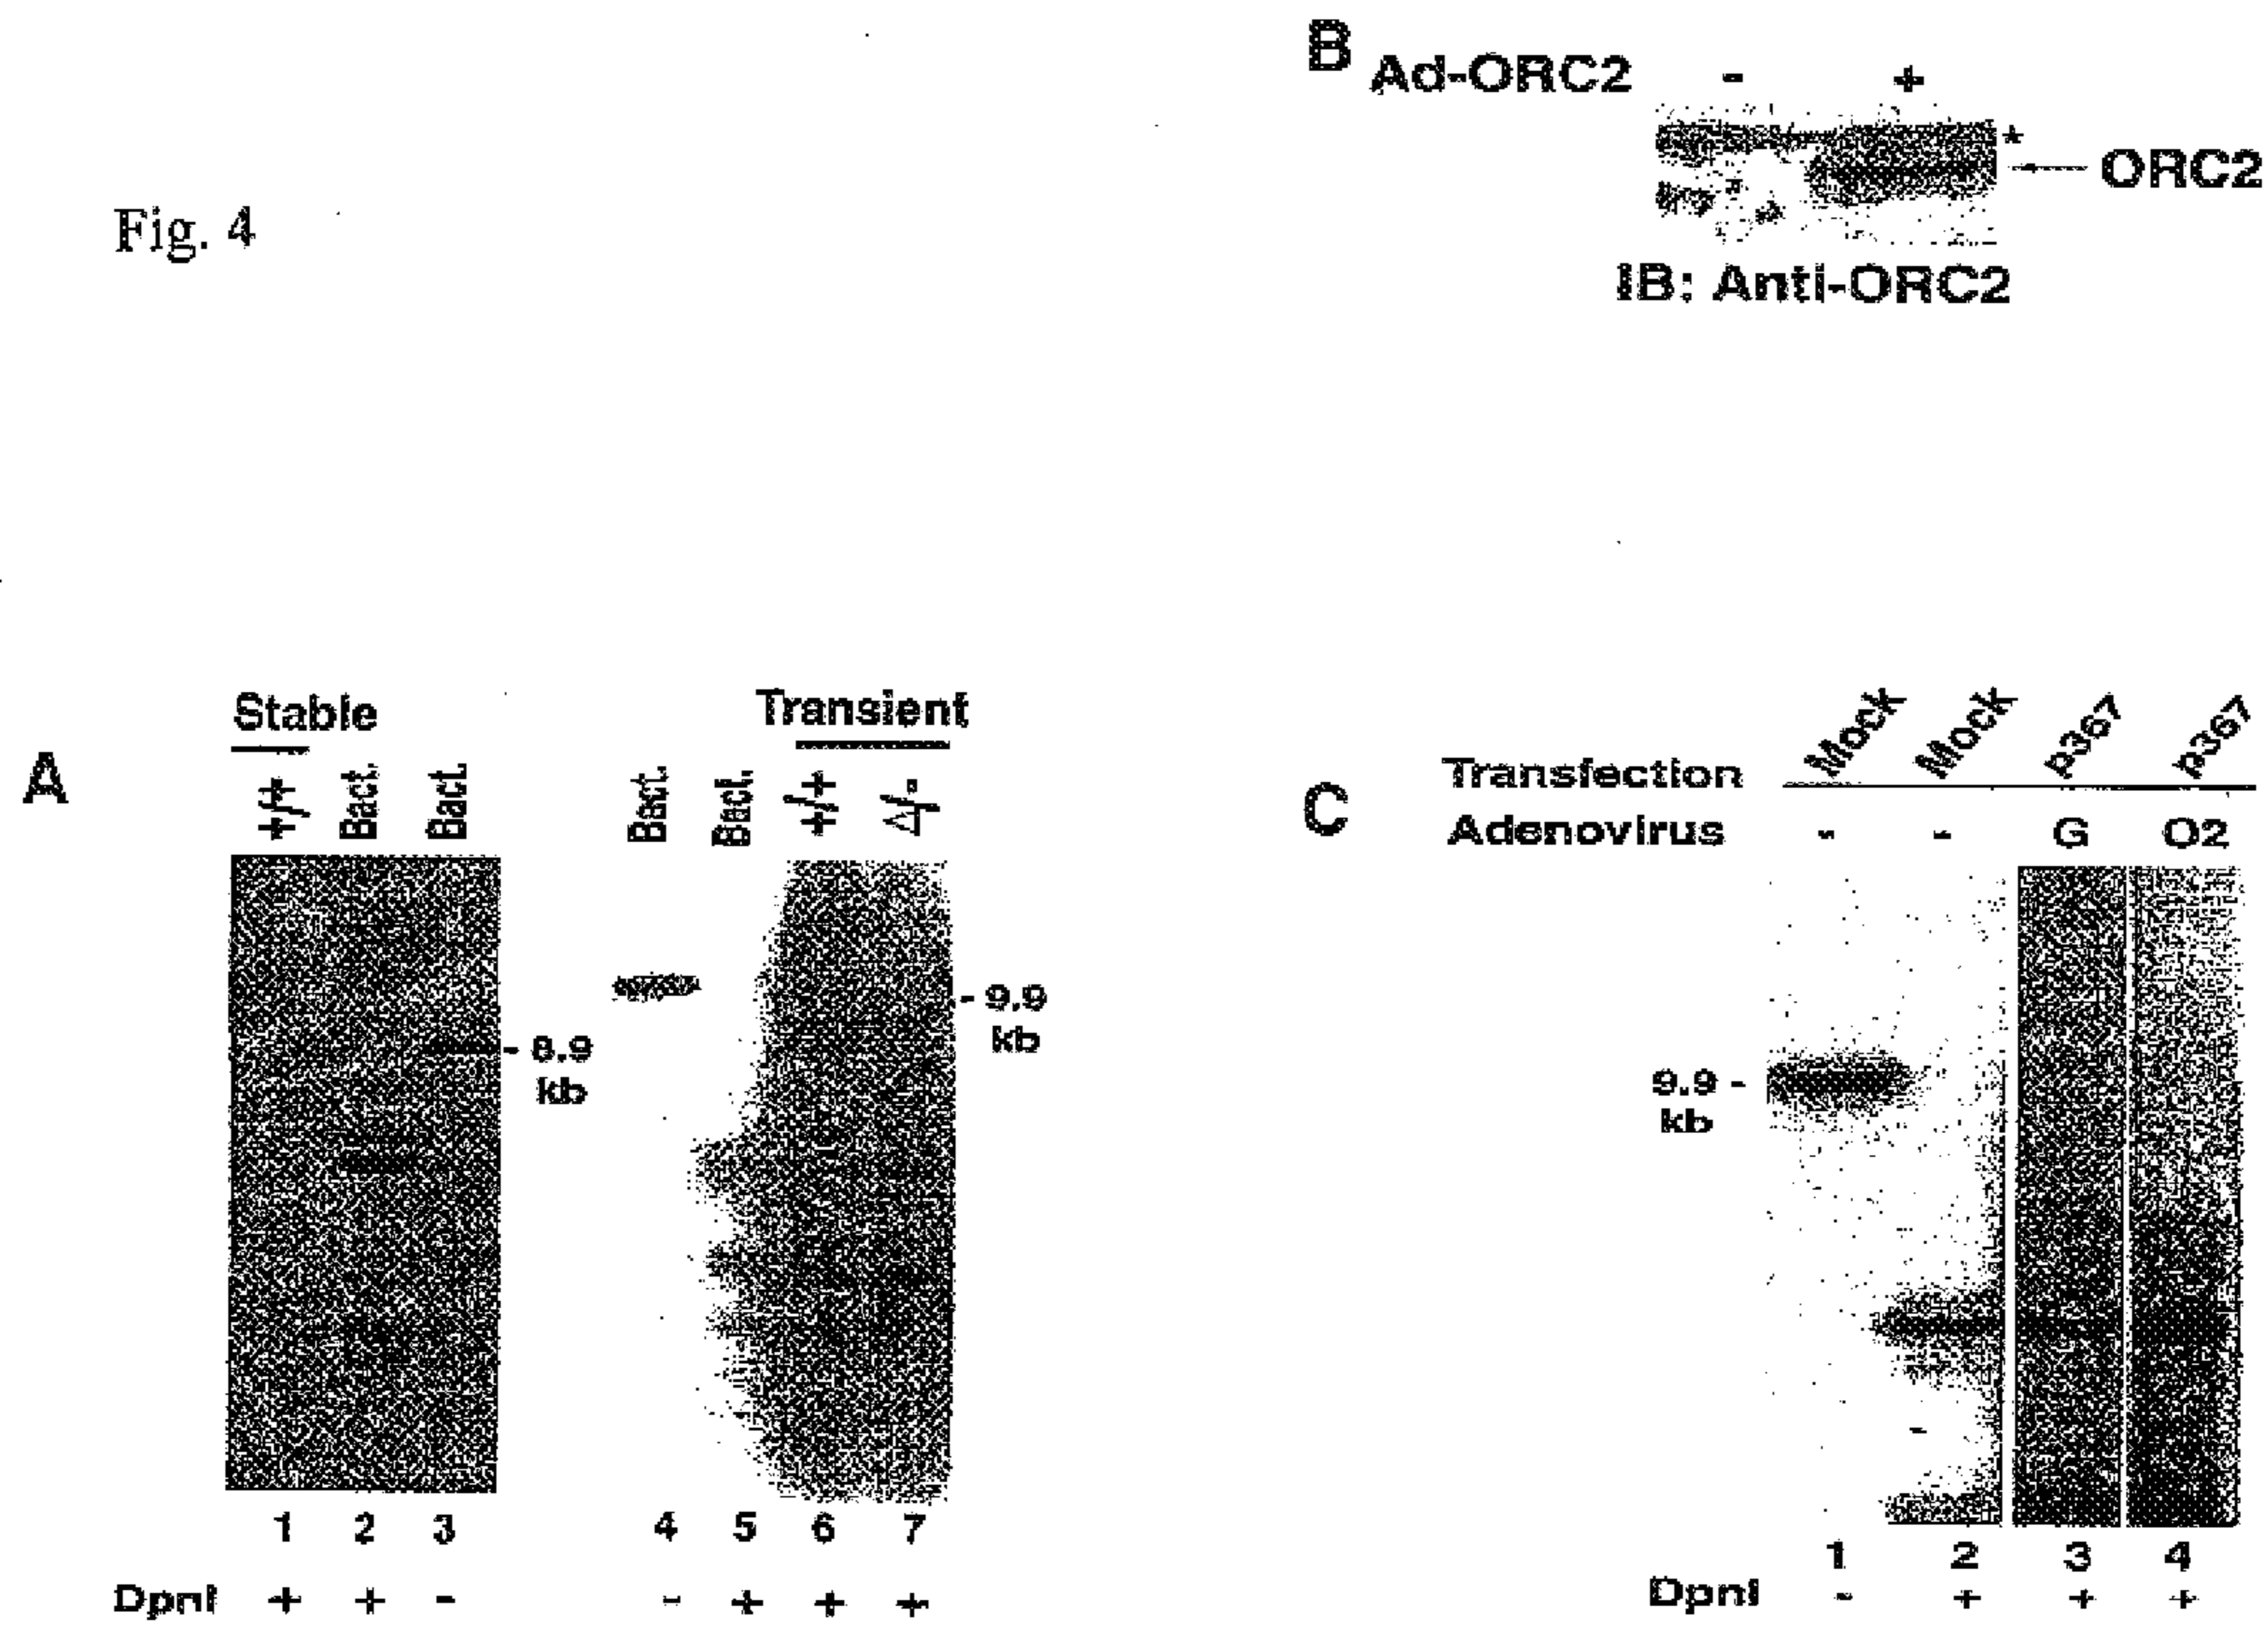 Fig. 4
B
Ad-ORC2 - +
*
ORC2
IB: Anti-ORC2
A
Stable
+/+ Bact. Bact.
- 8.9
kb
1 2 3
Transient
Bact. Bact. +/+ Δ/-
- 9.9
kb
4 5 6 7
DpnI + + - - + + +
C
Transfection Mock Mock p367 p367
Adenovirus - - G O2
9.9 -
kb
1 2 3 4
DpnI - + + +